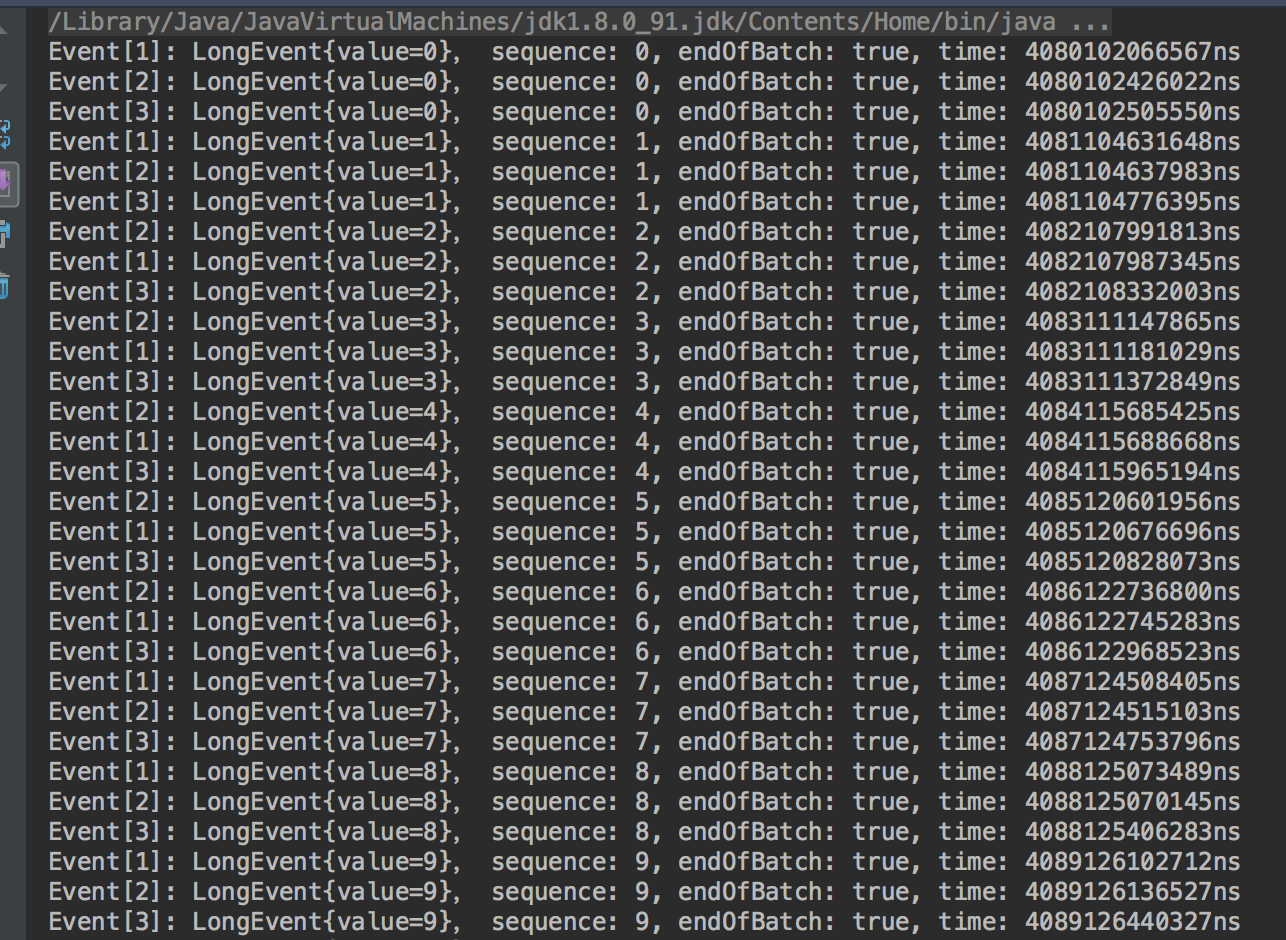 /Library/Java/JavaVirtualMachines/jdk1.8.0_91.jdk/Contents/Home/bin/java ...
Event[1]: LongEvent{value=0},  sequence: 0, endOfBatch: true, time: 4080102066567ns
Event[2]: LongEvent{value=0},  sequence: 0, endOfBatch: true, time: 4080102426022ns
Event[3]: LongEvent{value=0},  sequence: 0, endOfBatch: true, time: 4080102505550ns
Event[1]: LongEvent{value=1},  sequence: 1, endOfBatch: true, time: 4081104631648ns
Event[2]: LongEvent{value=1},  sequence: 1, endOfBatch: true, time: 4081104637983ns
Event[3]: LongEvent{value=1},  sequence: 1, endOfBatch: true, time: 4081104776395ns
Event[2]: LongEvent{value=2},  sequence: 2, endOfBatch: true, time: 4082107991813ns
Event[1]: LongEvent{value=2},  sequence: 2, endOfBatch: true, time: 4082107987345ns
Event[3]: LongEvent{value=2},  sequence: 2, endOfBatch: true, time: 4082108332003ns
Event[2]: LongEvent{value=3},  sequence: 3, endOfBatch: true, time: 4083111147865ns
Event[1]: LongEvent{value=3},  sequence: 3, endOfBatch: true, time: 4083111181029ns
Event[3]: LongEvent{value=3},  sequence: 3, endOfBatch: true, time: 4083111372849ns
Event[2]: LongEvent{value=4},  sequence: 4, endOfBatch: true, time: 4084115685425ns
Event[1]: LongEvent{value=4},  sequence: 4, endOfBatch: true, time: 4084115688668ns
Event[3]: LongEvent{value=4},  sequence: 4, endOfBatch: true, time: 4084115965194ns
Event[2]: LongEvent{value=5},  sequence: 5, endOfBatch: true, time: 4085120601956ns
Event[1]: LongEvent{value=5},  sequence: 5, endOfBatch: true, time: 4085120676696ns
Event[3]: LongEvent{value=5},  sequence: 5, endOfBatch: true, time: 4085120828073ns
Event[2]: LongEvent{value=6},  sequence: 6, endOfBatch: true, time: 4086122736800ns
Event[1]: LongEvent{value=6},  sequence: 6, endOfBatch: true, time: 4086122745283ns
Event[3]: LongEvent{value=6},  sequence: 6, endOfBatch: true, time: 4086122968523ns
Event[1]: LongEvent{value=7},  sequence: 7, endOfBatch: true, time: 4087124508405ns
Event[2]: LongEvent{value=7},  sequence: 7, endOfBatch: true, time: 4087124515103ns
Event[3]: LongEvent{value=7},  sequence: 7, endOfBatch: true, time: 4087124753796ns
Event[1]: LongEvent{value=8},  sequence: 8, endOfBatch: true, time: 4088125073489ns
Event[2]: LongEvent{value=8},  sequence: 8, endOfBatch: true, time: 4088125070145ns
Event[3]: LongEvent{value=8},  sequence: 8, endOfBatch: true, time: 4088125406283ns
Event[1]: LongEvent{value=9},  sequence: 9, endOfBatch: true, time: 4089126102712ns
Event[2]: LongEvent{value=9},  sequence: 9, endOfBatch: true, time: 4089126136527ns
Event[3]: LongEvent{value=9},  sequence: 9, endOfBatch: true, time: 4089126440327ns